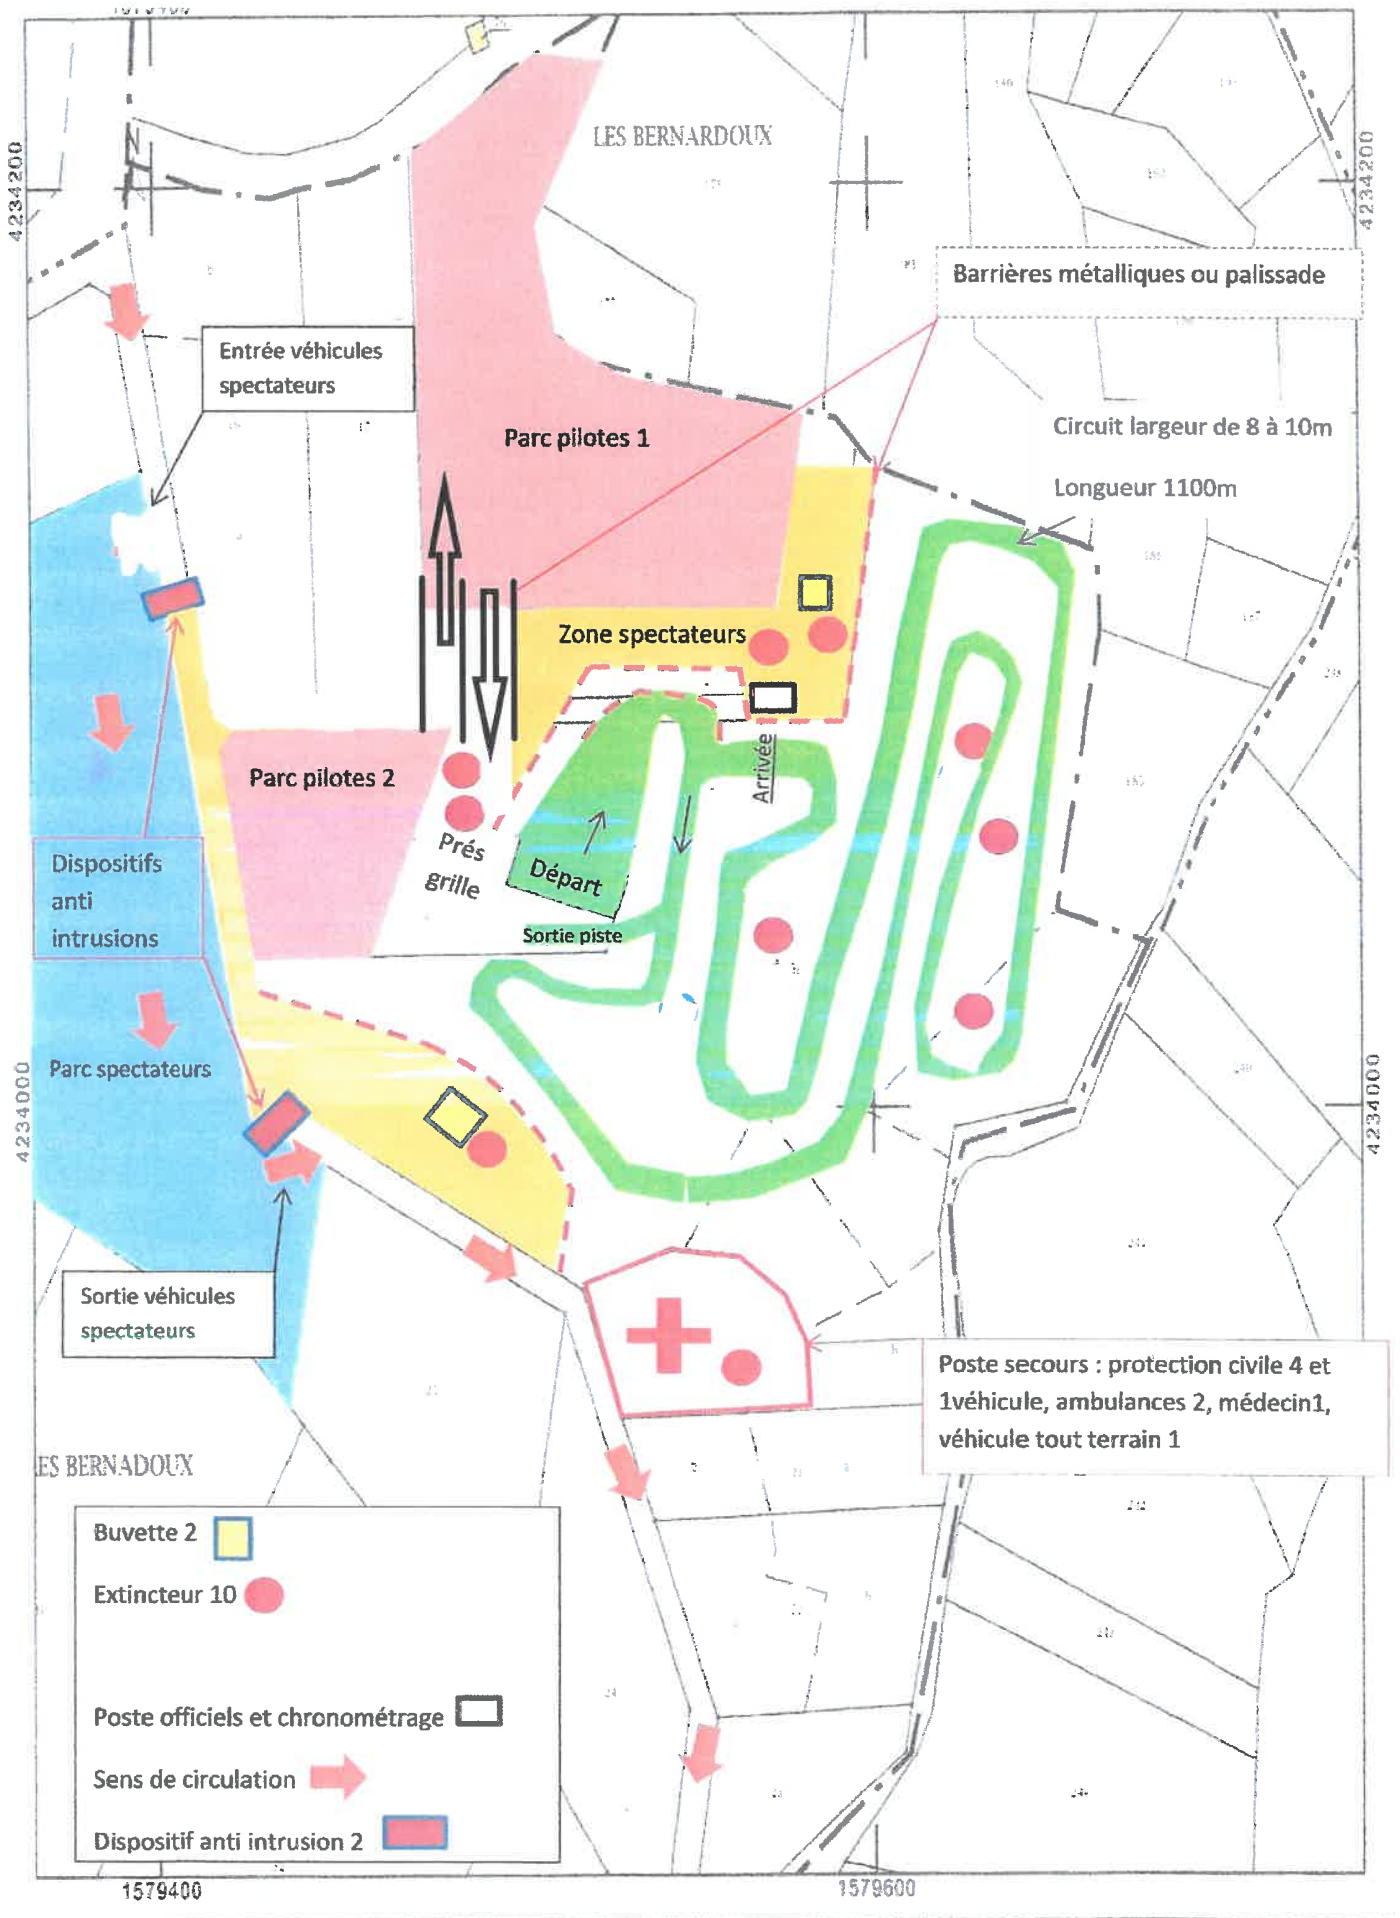 4234200
4234200
LES BERNARDOUX
Barrières métalliques ou palissade
Entrée véhicules
spectateurs
Circuit largeur de 8 à 10m
Longueur 1100m
17
Parc pilotes 1
Zone spectateurs
Arrivée
Parc pilotes 2
Prés
grille
Départ
Sortie piste
Dispositifs
anti
intrusions
Parc spectateurs
4234000
4234000
Sortie véhicules
spectateurs
Poste secours : protection civile 4 et
1véhicule, ambulances 2, médecin1,
véhicule tout terrain 1
ES BERNADOUX
Buvette 2
Extincteur 10
Poste officiels et chronométrage
Sens de circulation
Dispositif anti intrusion 2
1579400
1579600